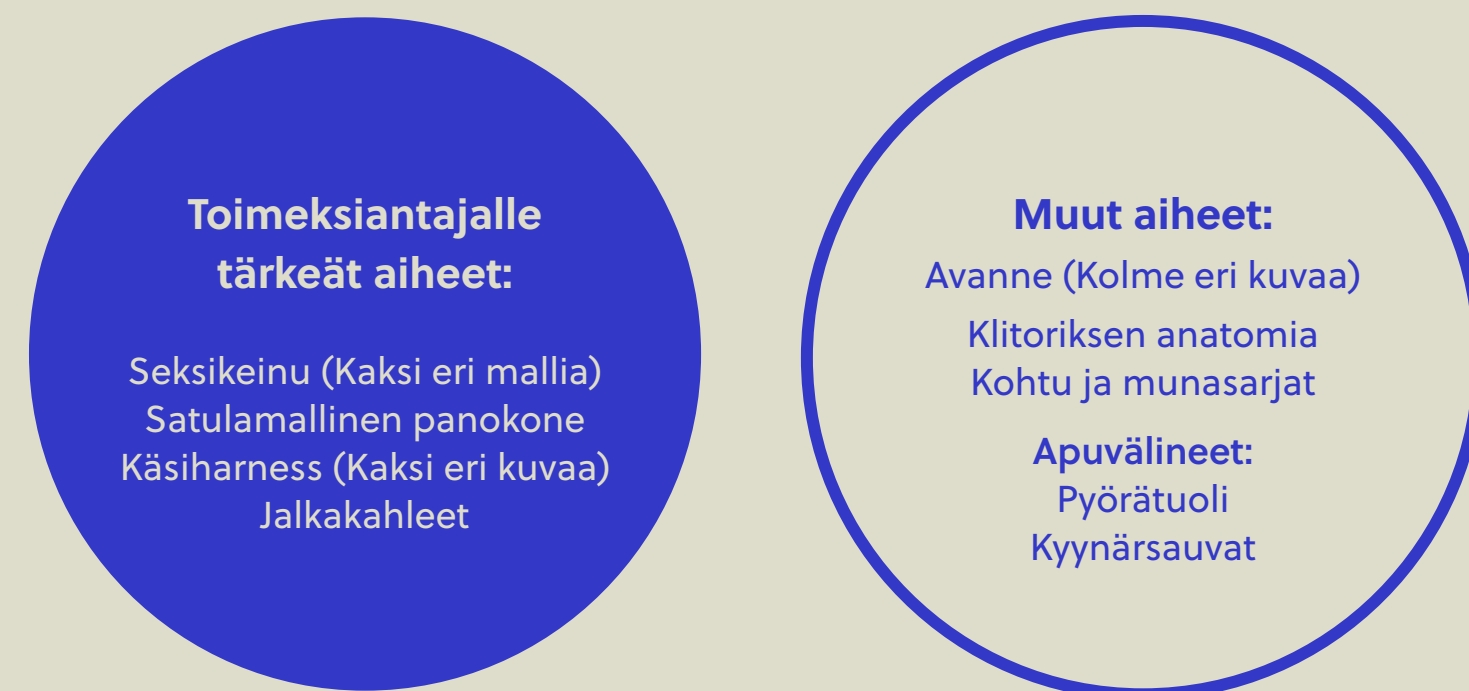 Toimeksiantajalle
tärkeät aiheet:
Seksikeinu (Kaksi eri mallia)
Satulamallinen panokone
Käsiharness (Kaksi eri kuvaa)
Jalkakahleet
Muut aiheet:
Avanne (Kolme eri kuvaa)
Klitoriksen anatomia
Kohtu ja munasarjat
Apuvälineet:
Pyörätuoli
Kyynärsauvat